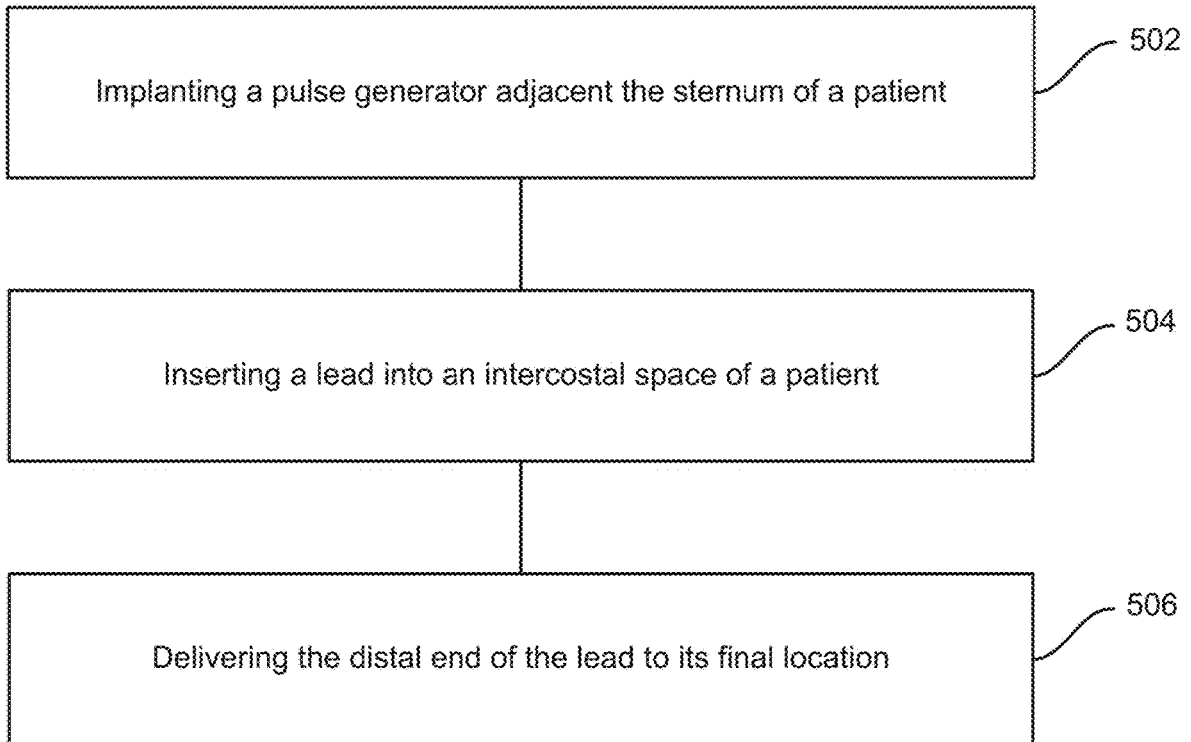 502
Implanting a pulse generator adjacent the sternum of a patient
504
Inserting a lead into an intercostal space of a patient
506
Delivering the distal end of the lead to its final location